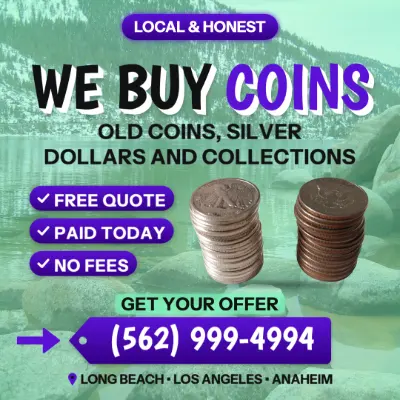 LOCAL & HONEST
WE BUY COINS
OLD COINS, SILVER
DOLLARS AND COLLECTIONS
FREE QUOTE
PAID TODAY
NO FEES
GET YOUR OFFER
(562) 999-4994
LONG BEACH • LOS ANGELES • ANAHEIM